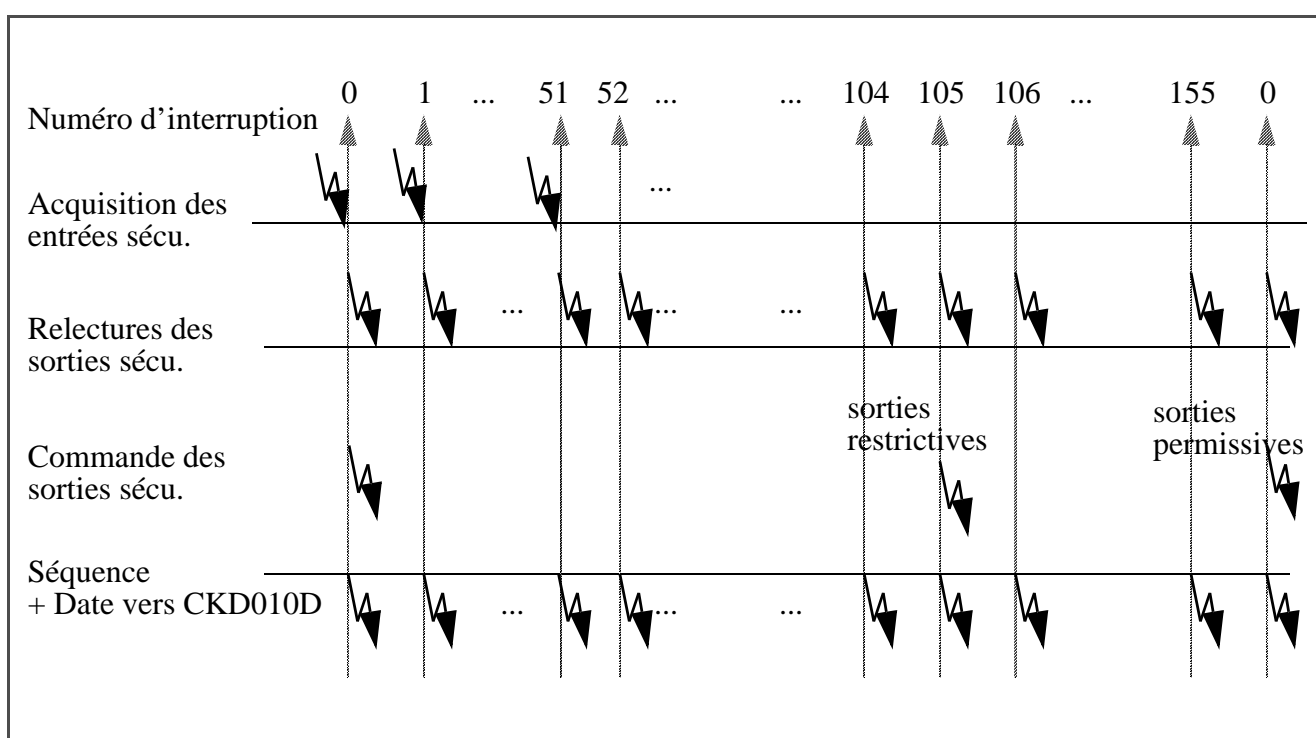 0 1 ... 51 52 ... ... 104 105 106 ... 155 0
Numéro d’interruption
...
Acquisition des
entrées sécu.
... ... ...
Relectures des
sorties sécu.
sorties
restrictives
sorties
permissives
Commande des
sorties sécu.
Séquence
+ Date vers CKD010D
... ... ...